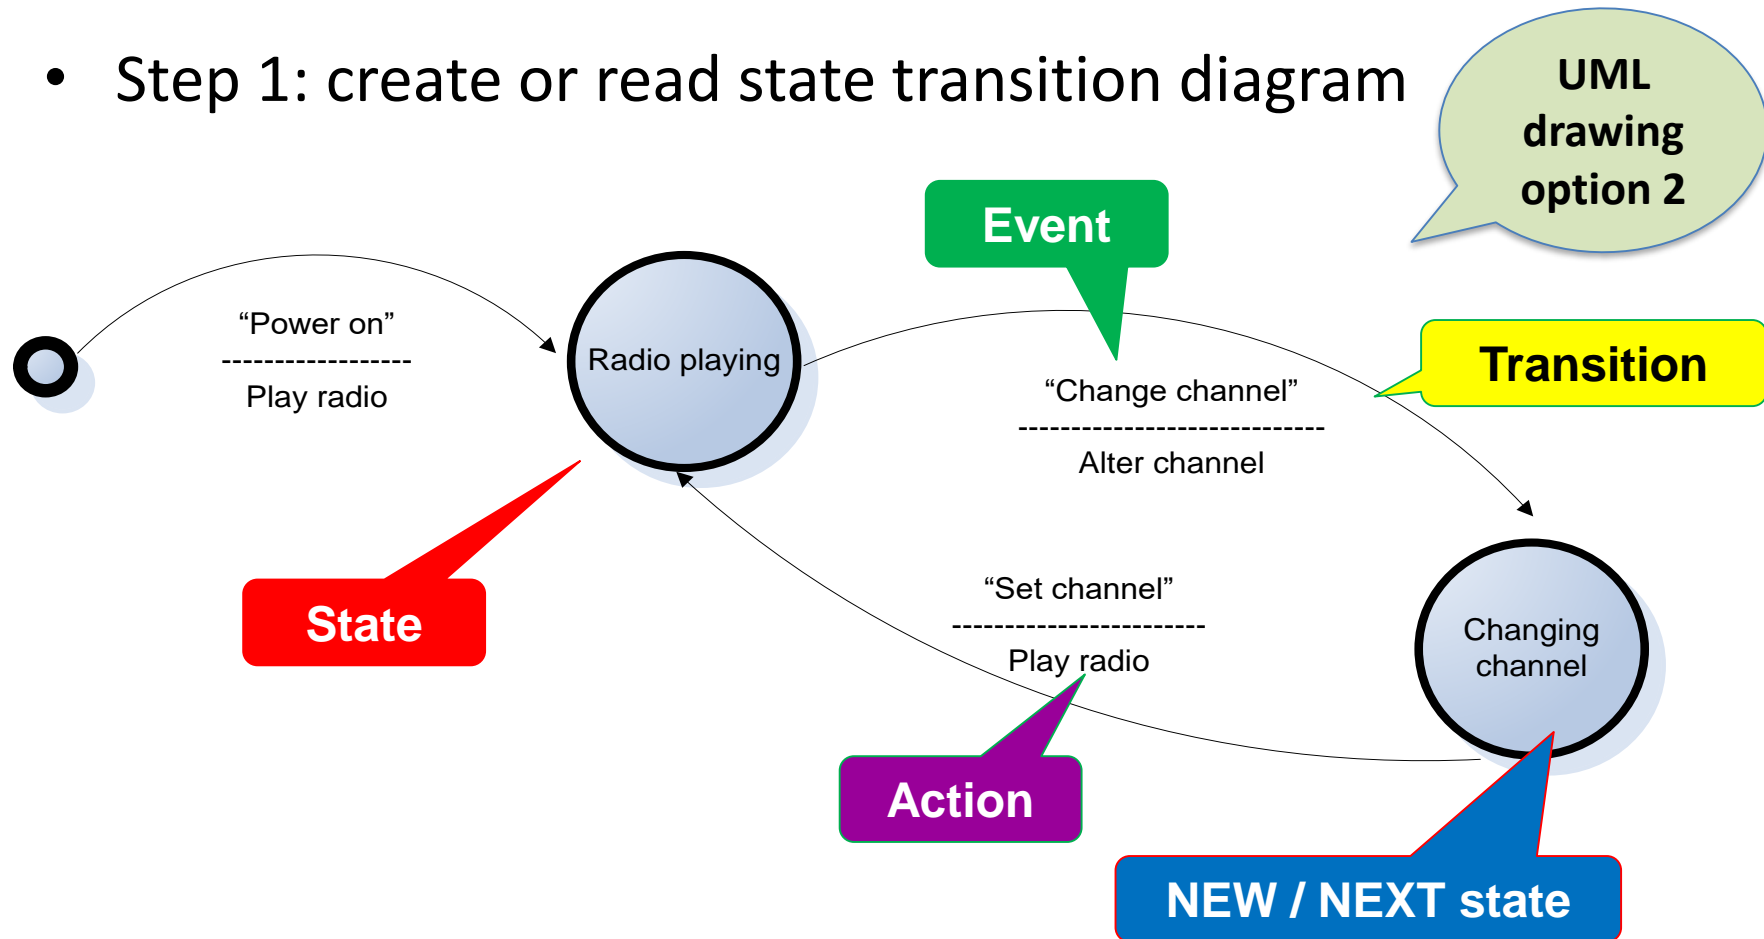 • Step 1: create or read state transition diagram
UML
drawing
option 2
Event
“Power on”
------------------
Play radio
Radio playing
Transition
“Change channel”
-----------------------------
Alter channel
State
“Set channel”
------------------------
Play radio
Changing
channel
Action
NEW / NEXT state